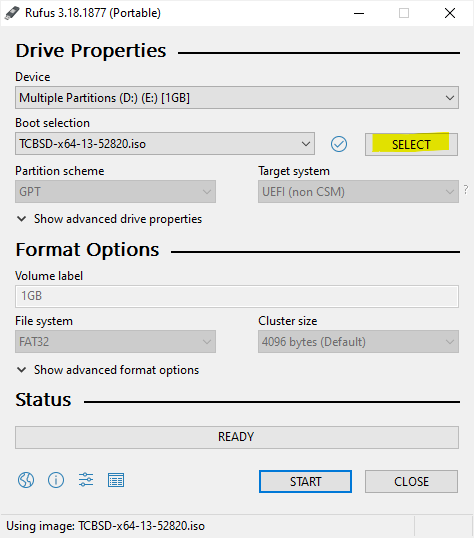 Rufus 3.18.1877 (Portable)
Drive Properties
Device
Multiple Partitions (D:) (E:) [1GB]
Boot selection
TCBSD-x64-13-52820.iso
SELECT
Partition scheme
Target system
GPT
UEFI (non CSM)
?
Show advanced drive properties
Format Options
Volume label
1GB
File system
Cluster size
FAT32
4096 bytes (Default)
Show advanced format options
Status
READY
START
CLOSE
Using image: TCBSD-x64-13-52820.iso